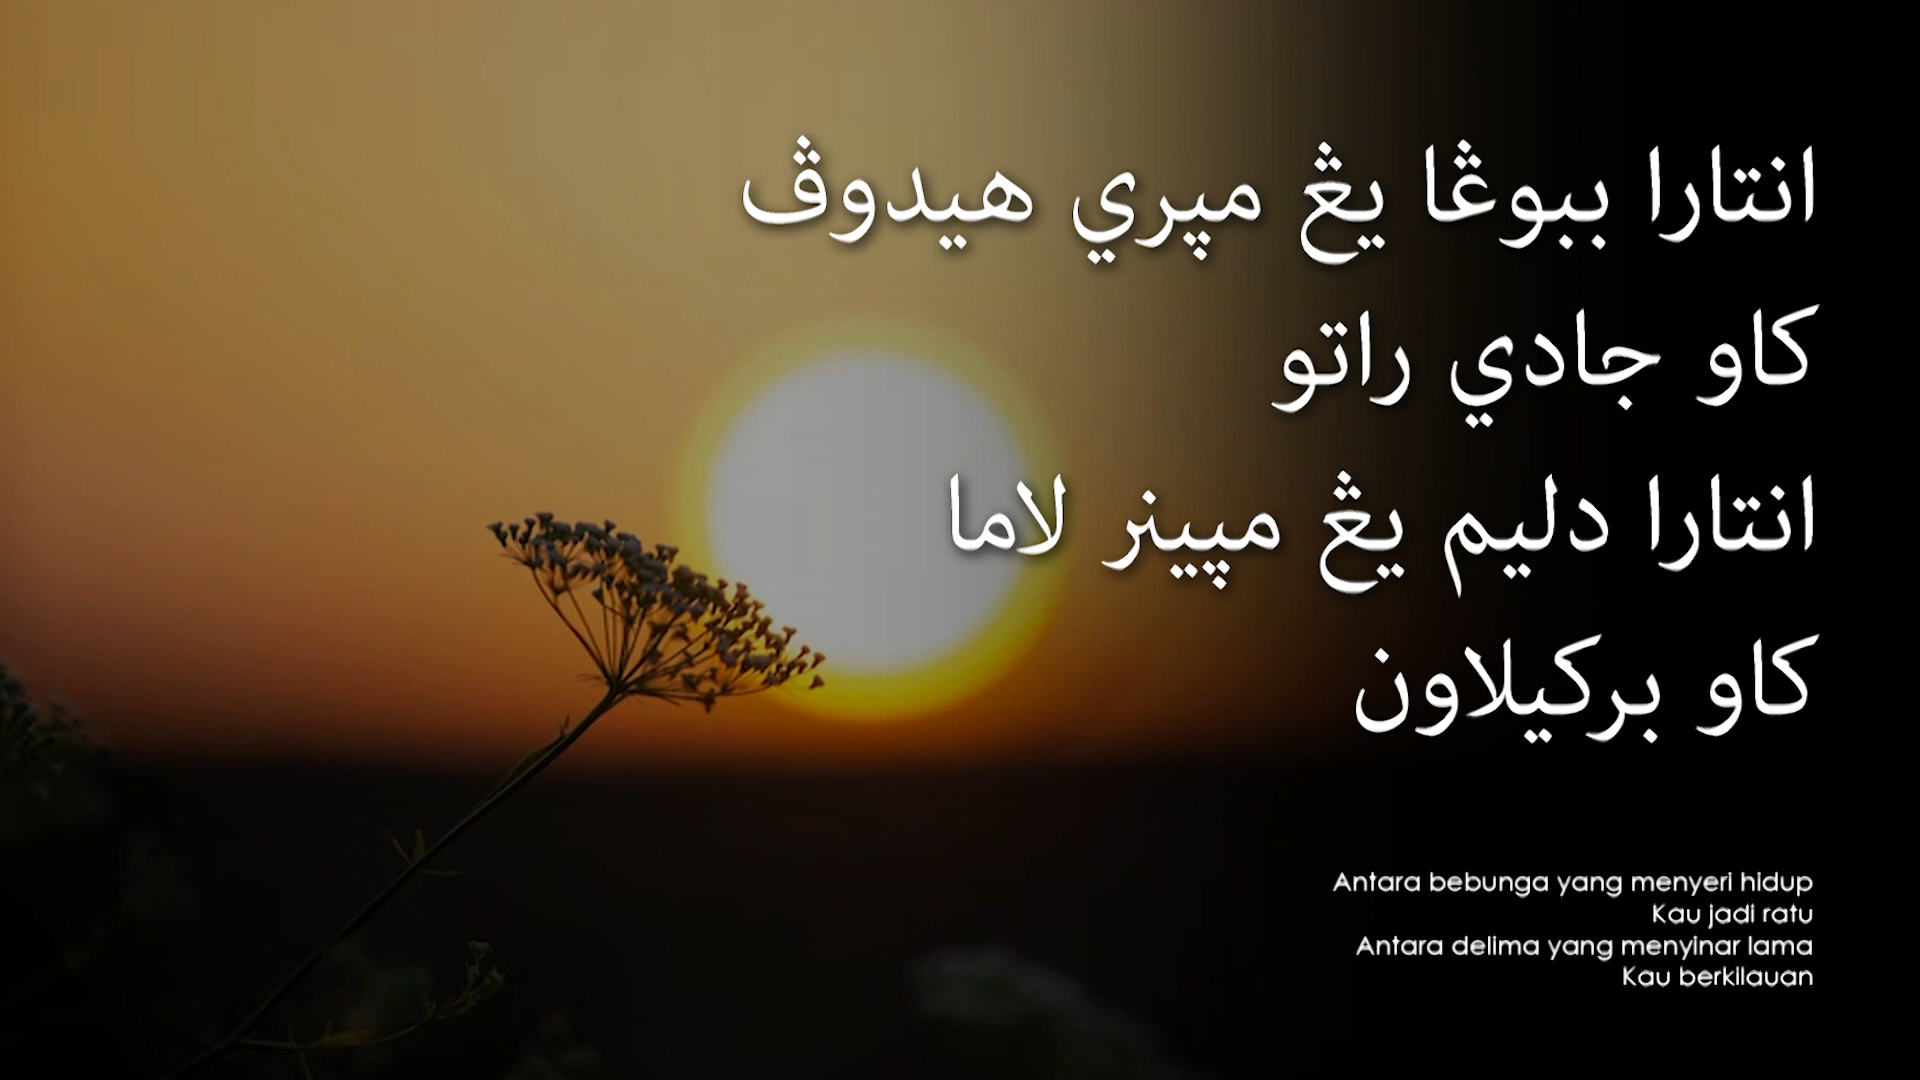 انتارا ببوڠا يڠ مڽري هيدوڤ
كاو جادي راتو
انتارا دليم يڠ مڽينر لاما
كاو بركيلاون
Antara bebunga yang menyeri hidup
Kau jadi ratu
Antara delima yang menyinar lama
Kau berkilauan